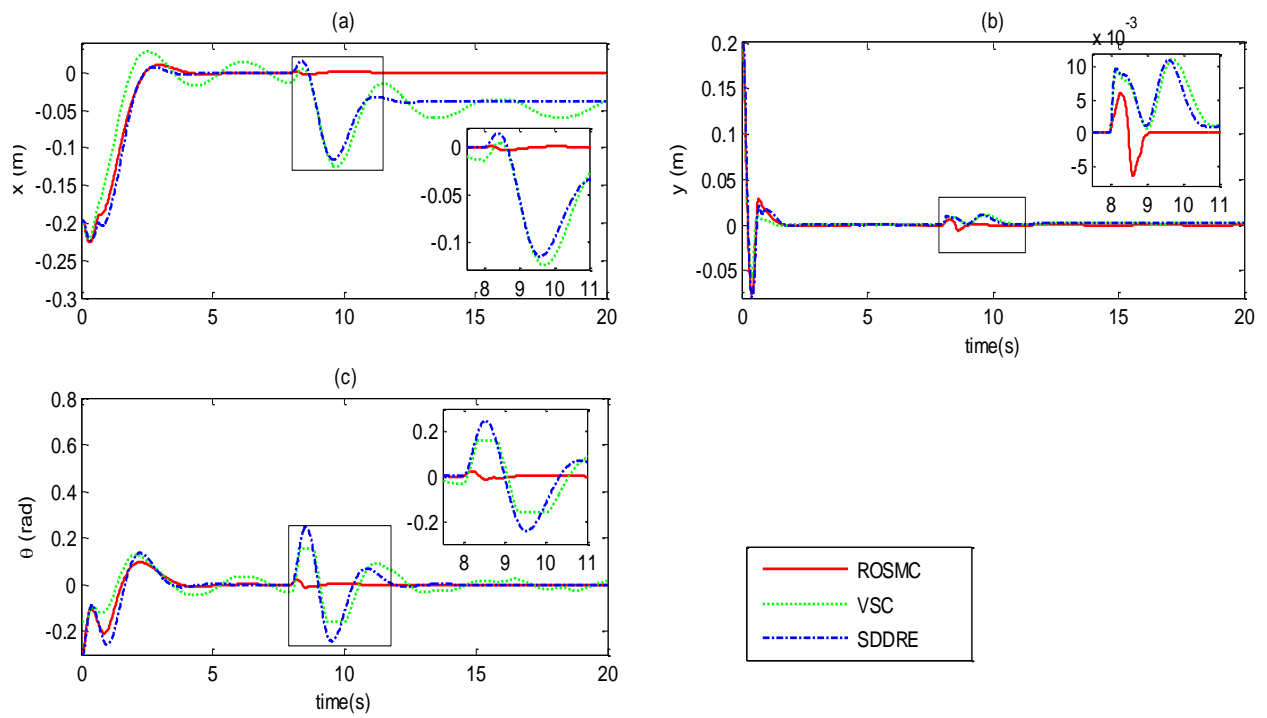 (a)
x (m)
0
-0.05
-0.1
-0.15
-0.2
-0.25
-0.3
0 5 10 15 20
0
-0.05
-0.1
8 9 10 11
(b)
y (m)
0.2
0.15
0.1
0.05
0
-0.05
0 5 10 15 20
time(s)
x 10⁻³
10
5
0
-5
8 9 10 11
(c)
θ (rad)
0.8
0.6
0.4
0.2
0
-0.2
0 5 10 15 20
time(s)
0.2
0
-0.2
8 9 10 11
ROSMC
VSC
SDDRE